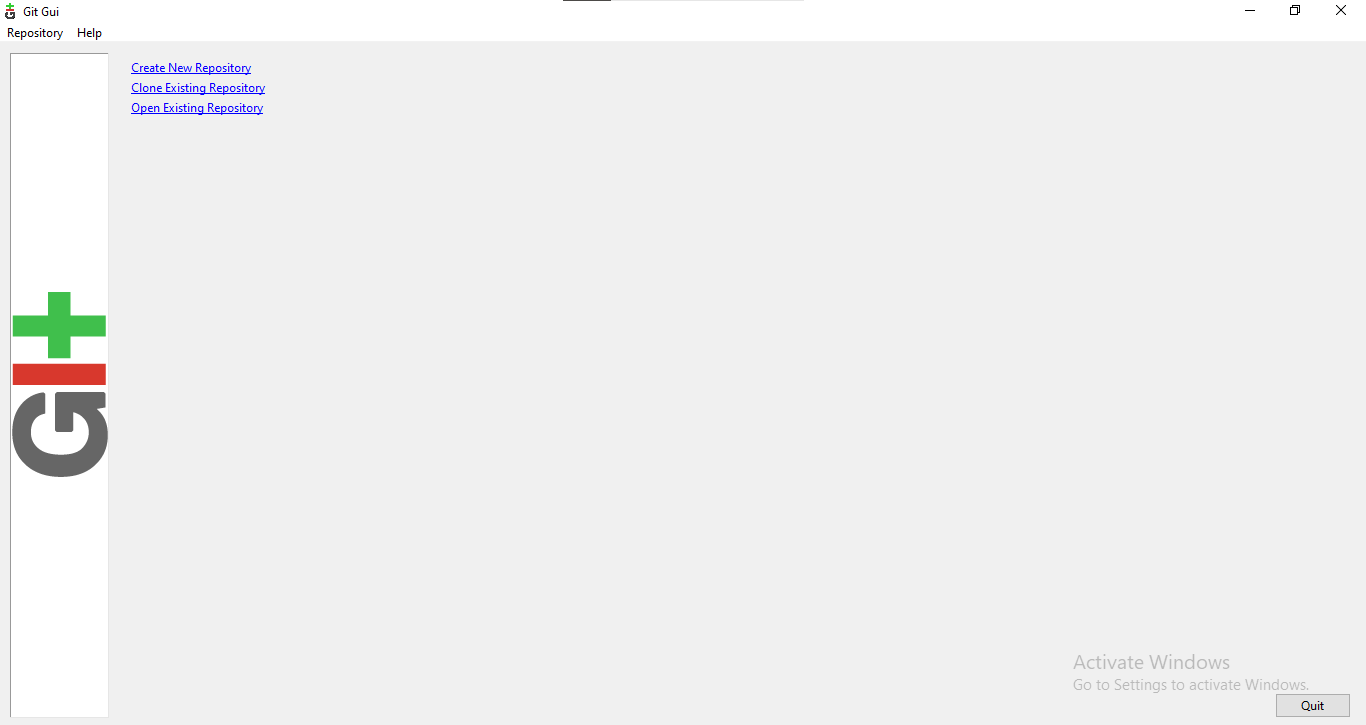 Git Gui
Repository Help
Create New Repository
Clone Existing Repository
Open Existing Repository
GIt
Activate Windows
Go to Settings to activate Windows.
Quit